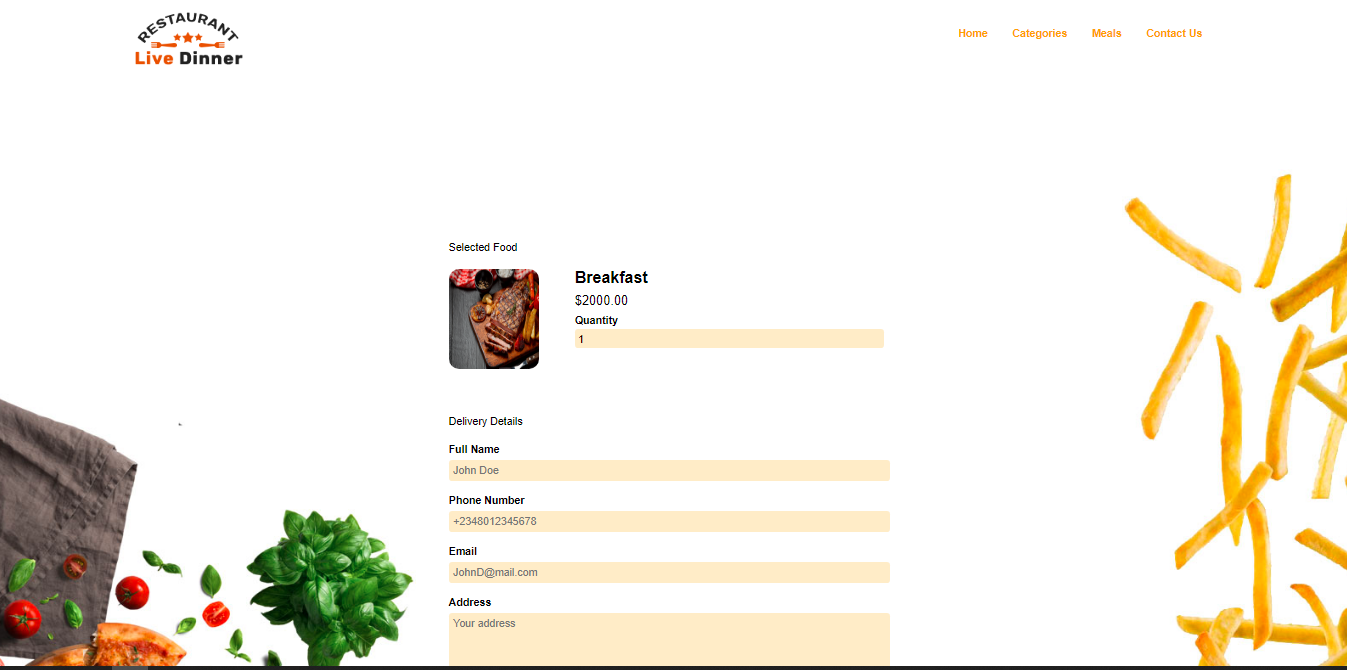 RESTAURANT
Live Dinner
Home Categories Meals Contact Us
Selected Food
Breakfast
$2000.00
Quantity
1
Delivery Details
Full Name
John Doe
Phone Number
+2348012345678
Email
JohnD@mail.com
Address
Your address